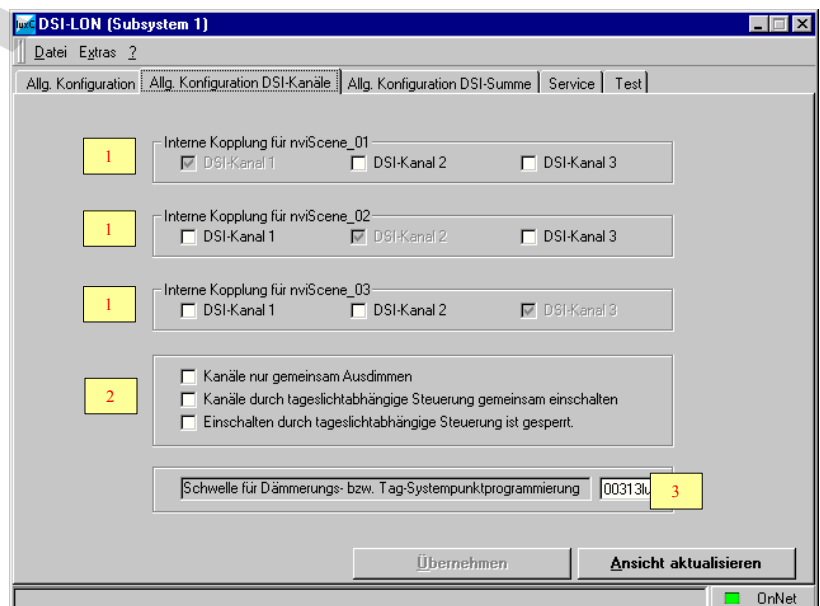 luxC DSI-LON (Subsystem 1)
Datei Extras ?
Allg. Konfiguration Allg. Konfiguration DSI-Kanäle Allg. Konfiguration DSI-Summe Service Test
Interne Kopplung für nviScene_01
1 DSI-Kanal 1 DSI-Kanal 2 DSI-Kanal 3
Interne Kopplung für nviScene_02
1 DSI-Kanal 1 DSI-Kanal 2 DSI-Kanal 3
Interne Kopplung für nviScene_03
1 DSI-Kanal 1 DSI-Kanal 2 DSI-Kanal 3
Kanäle nur gemeinsam Ausdimmen
2 Kanäle durch tageslichtabhängige Steuerung gemeinsam einschalten
Einschalten durch tageslichtabhängige Steuerung ist gesperrt.
Schwelle für Dämmerungs- bzw. Tag-Systempunktprogrammierung 00313lu 3
Übernehmen Ansicht aktualisieren
OnNet